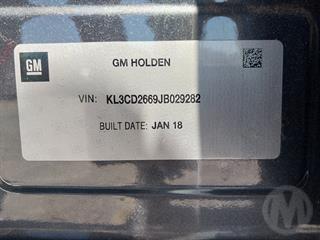 GM
GM HOLDEN
VIN: KL3CD2669JB029282
BUILT DATE: JAN 18